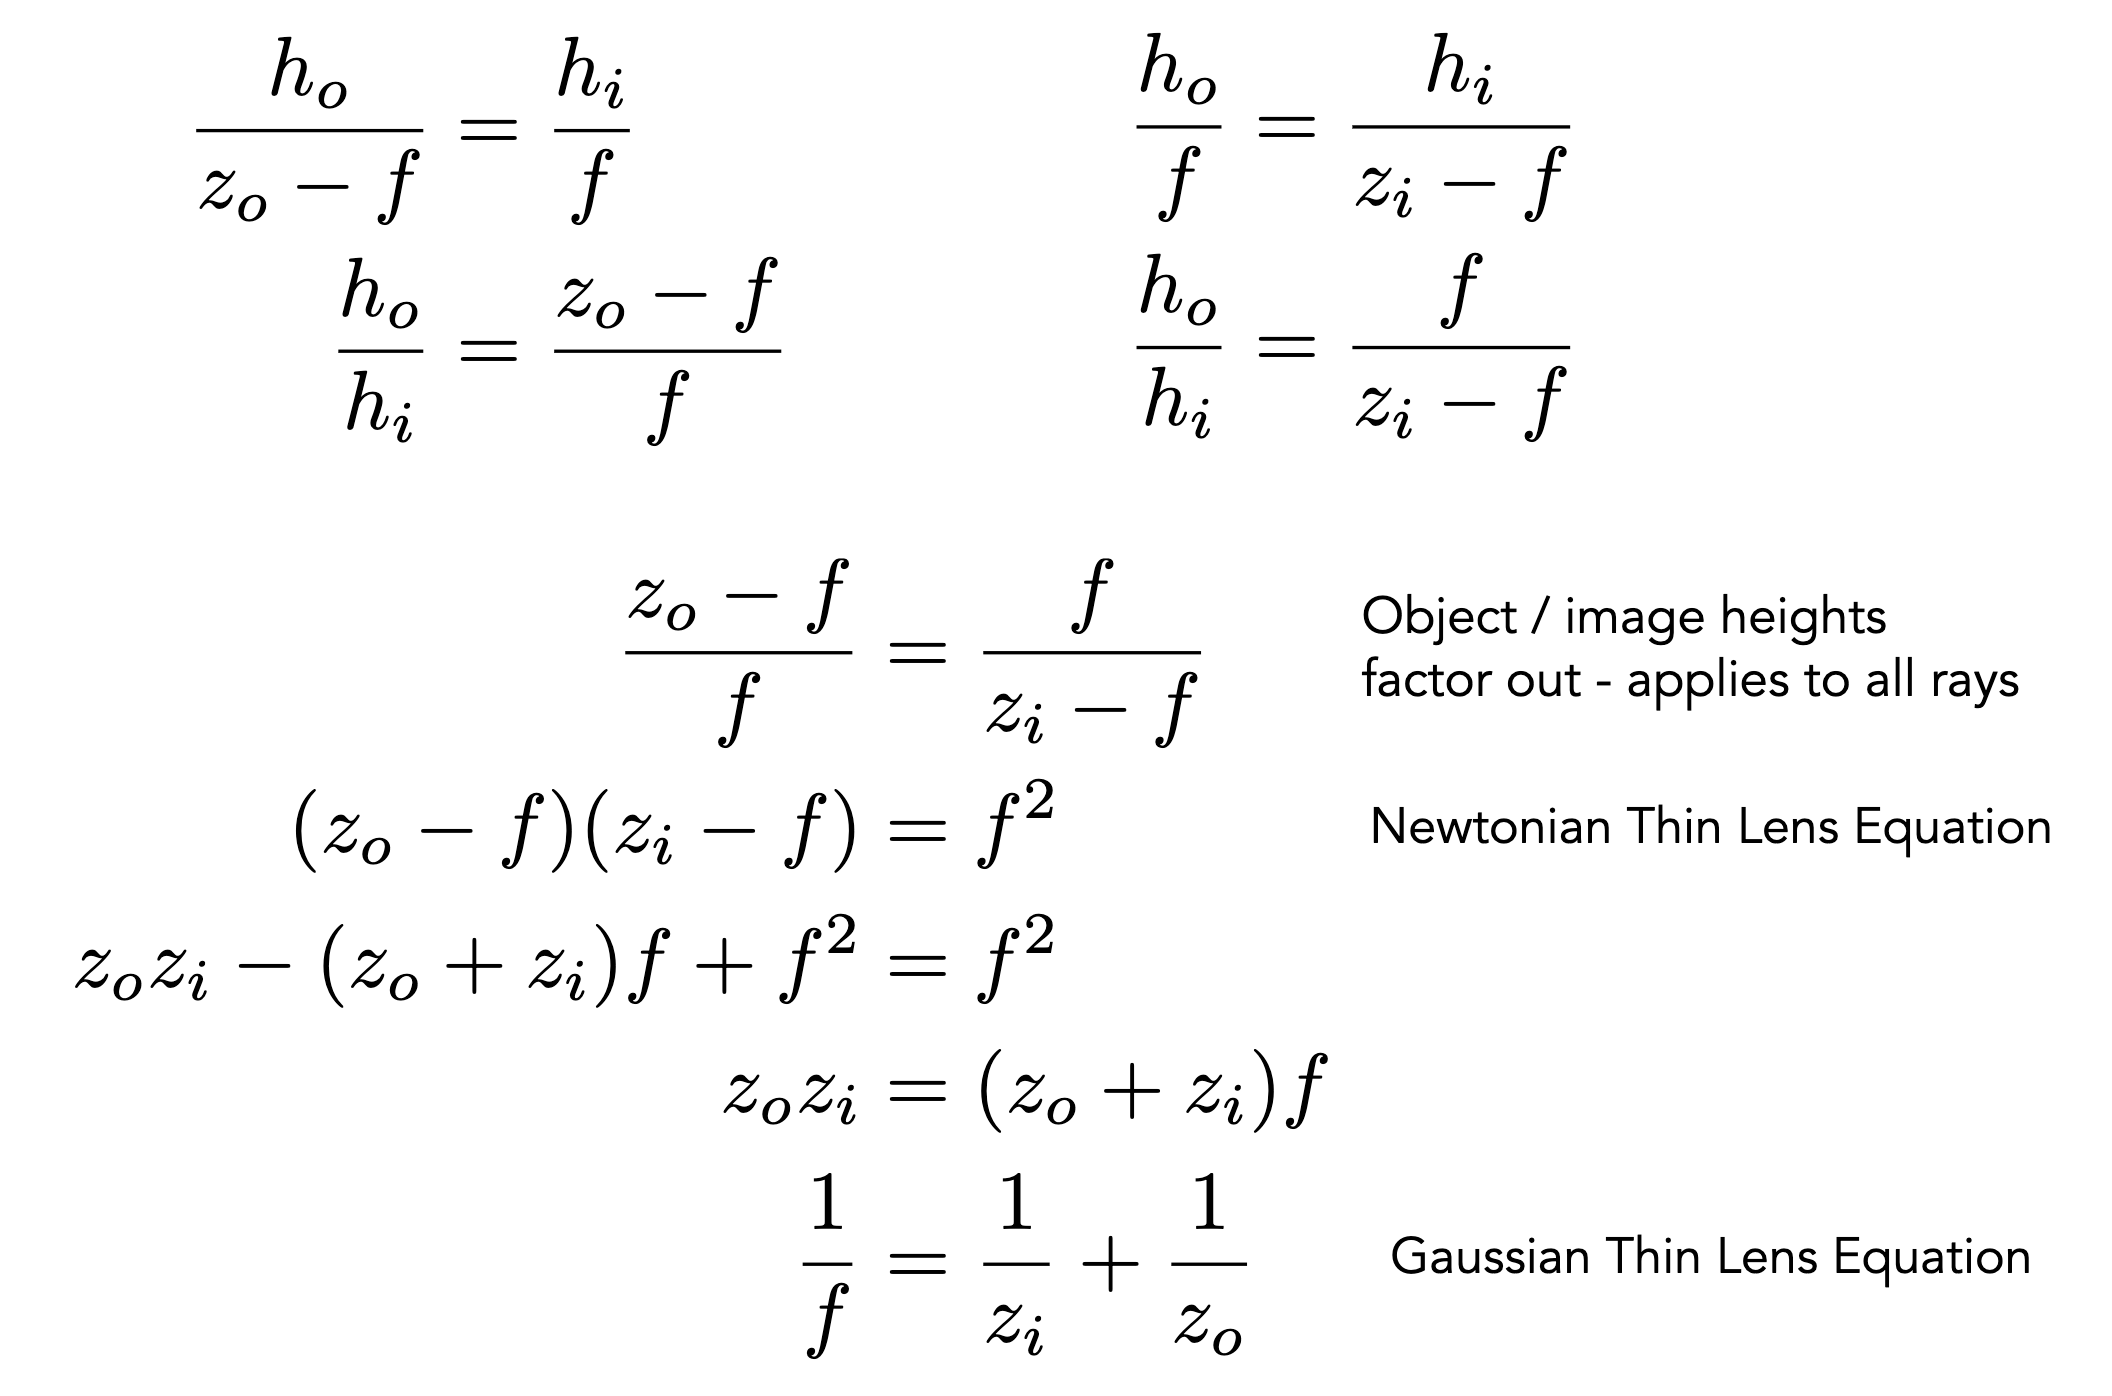 $\frac{h_o}{z_o - f} = \frac{h_i}{f}$
$\frac{h_o}{h_i} = \frac{z_o - f}{f}$
$\frac{h_o}{f} = \frac{h_i}{z_i - f}$
$\frac{h_o}{h_i} = \frac{f}{z_i - f}$
$\frac{z_o - f}{f} = \frac{f}{z_i - f}$
Object / image heights
factor out - applies to all rays
$(z_o - f)(z_i - f) = f^2$
Newtonian Thin Lens Equation
$z_o z_i - (z_o + z_i)f + f^2 = f^2$
$z_o z_i = (z_o + z_i)f$
$\frac{1}{f} = \frac{1}{z_i} + \frac{1}{z_o}$
Gaussian Thin Lens Equation